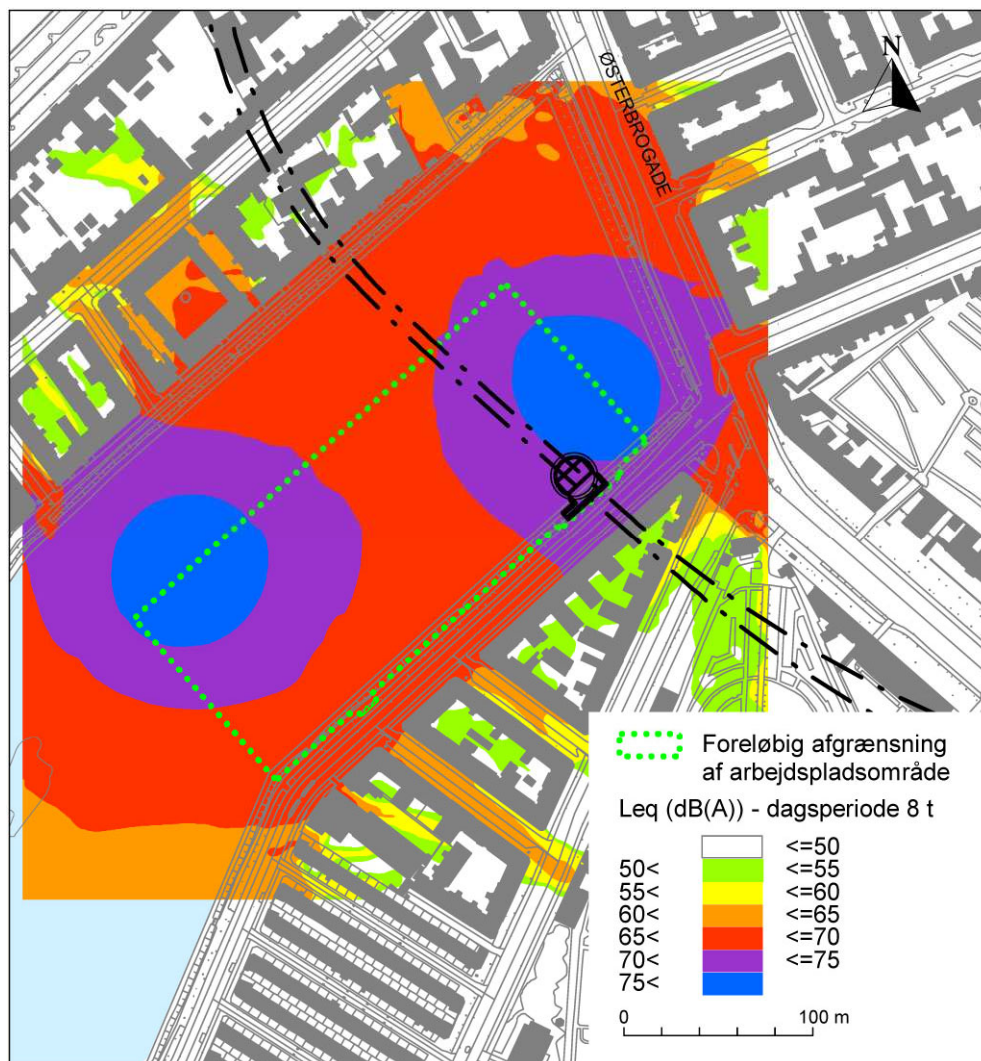 N
ØSTERBROGADE
Foreløbig afgrænsning
af arbejdspladsområde
Leq (dB(A)) - dagsperiode 8 t
<=50
50< <=55
55< <=60
60< <=65
65< <=70
70< <=75
75<
0 100 m